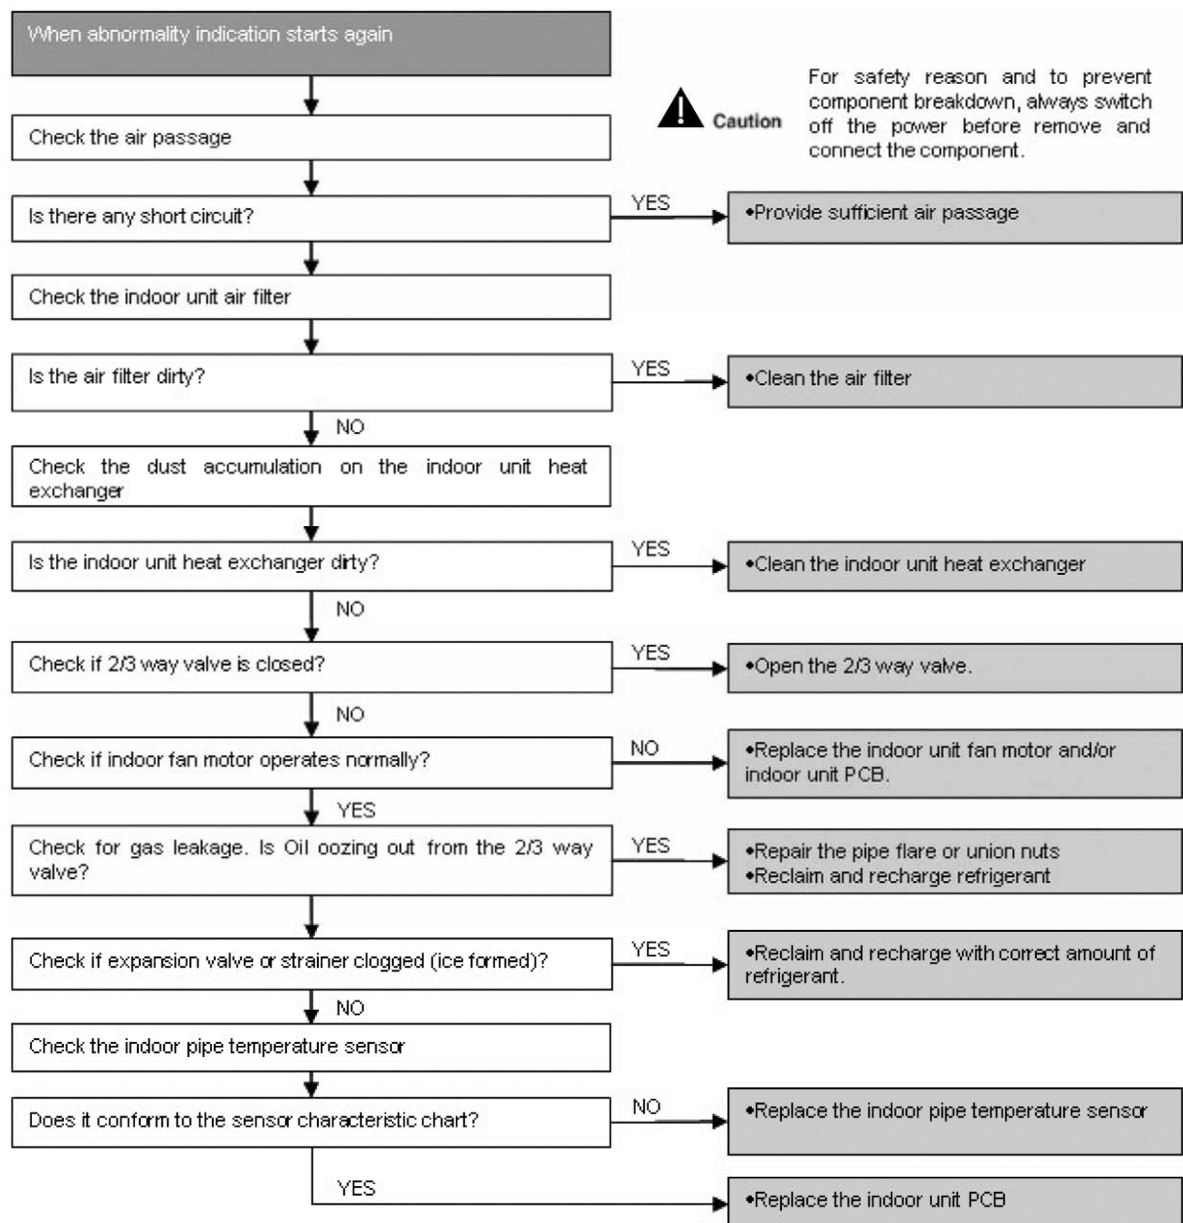 When abnormality indication starts again
For safety reason and to prevent
component breakdown, always switch
off the power before remove and
connect the component.
Caution
Check the air passage
Is there any short circuit?
YES
•Provide sufficient air passage
Check the indoor unit air filter
Is the air filter dirty?
YES
•Clean the air filter
NO
Check the dust accumulation on the indoor unit heat
exchanger
Is the indoor unit heat exchanger dirty?
YES
•Clean the indoor unit heat exchanger
NO
Check if 2/3 way valve is closed?
YES
•Open the 2/3 way valve.
NO
Check if indoor fan motor operates normally?
NO
•Replace the indoor unit fan motor and/or
indoor unit PCB.
YES
Check for gas leakage. Is Oil oozing out from the 2/3 way
valve?
YES
•Repair the pipe flare or union nuts
•Reclaim and recharge refrigerant
Check if expansion valve or strainer clogged (ice formed)?
YES
•Reclaim and recharge with correct amount of
refrigerant.
NO
Check the indoor pipe temperature sensor
Does it conform to the sensor characteristic chart?
NO
•Replace the indoor pipe temperature sensor
YES
•Replace the indoor unit PCB